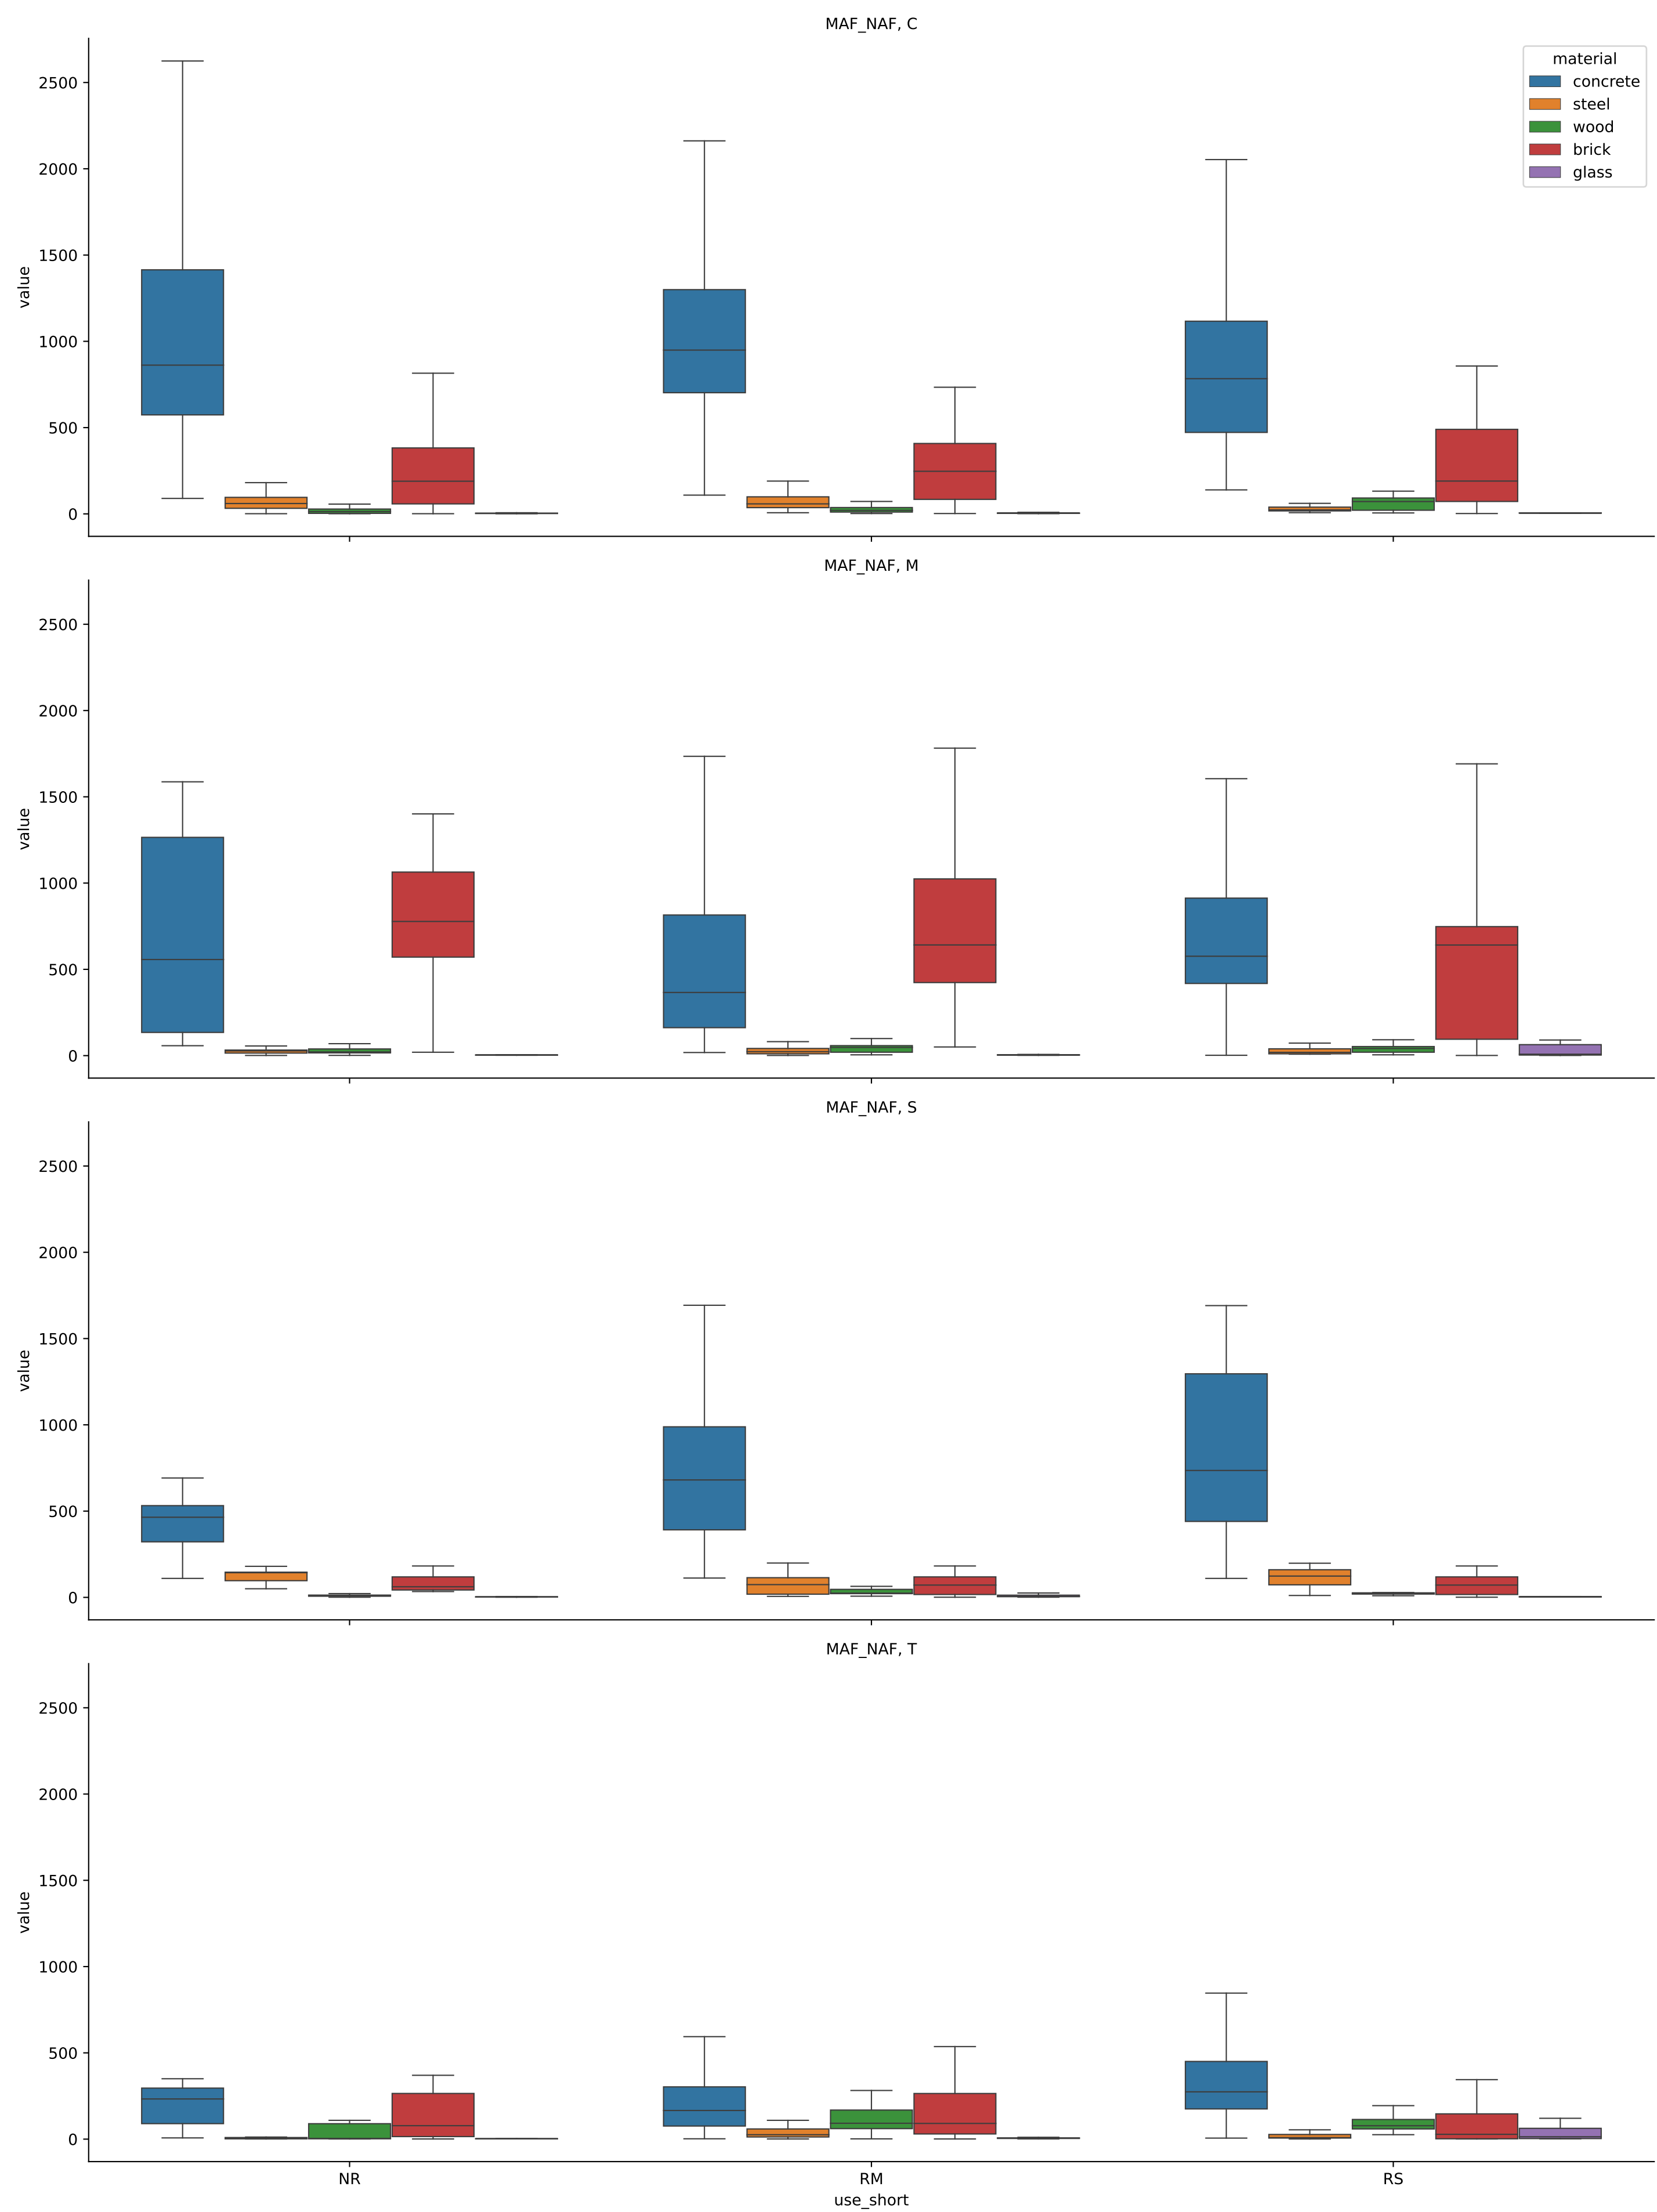 MAF_NAF, C
material
concrete
steel
wood
brick
glass
value
2500
2000
1500
1000
500
0
MAF_NAF, M
value
2500
2000
1500
1000
500
0
MAF_NAF, S
value
2500
2000
1500
1000
500
0
MAF_NAF, T
value
2500
2000
1500
1000
500
0
NR RM RS
use_short